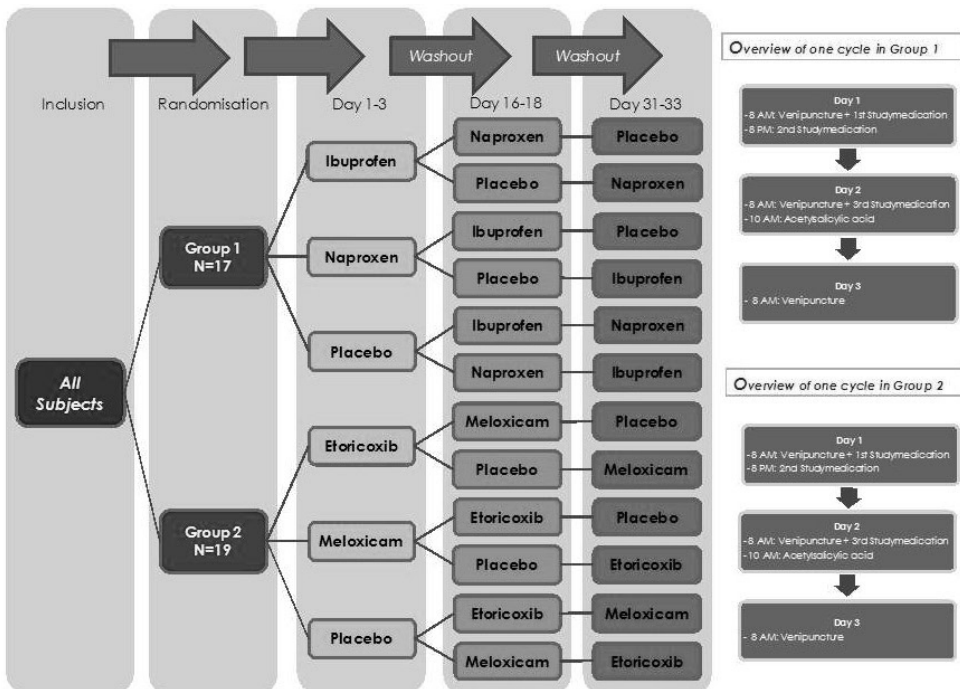 Washout
Washout
Inclusion
Randomisation
Day 1-3
Day 16-18
Day 31-33
All
Subjects
Group 1
N=17
Group 2
N=19
Ibuprofen
Naproxen
Placebo
Placebo
Naproxen
Naproxen
Ibuprofen
Placebo
Placebo
Ibuprofen
Placebo
Ibuprofen
Naproxen
Naproxen
Ibuprofen
Etoricoxib
Meloxicam
Placebo
Placebo
Meloxicam
Meloxicam
Etoricoxib
Placebo
Placebo
Etoricoxib
Placebo
Etoricoxib
Meloxicam
Meloxicam
Etoricoxib
Overview of one cycle in Group 1
Day 1
-8 AM: Venipuncture + 1st Studymedication
-8 PM: 2nd Studymedication
Day 2
-8 AM: Venipuncture + 3rd Studymedication
-10 AM: Acetylsalicylic acid
Day 3
- 8 AM: Venipuncture
Overview of one cycle in Group 2
Day 1
-8 AM: Venipuncture + 1st Studymedication
-8 PM: 2nd Studymedication
Day 2
-8 AM: Venipuncture + 3rd Studymedication
-10 AM: Acetylsalicylic acid
Day 3
- 8 AM: Venipuncture